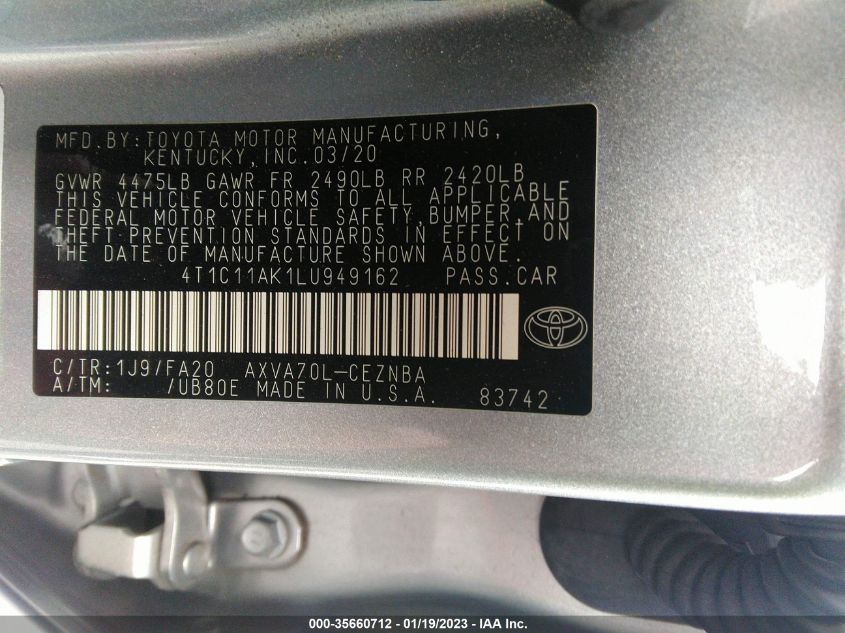 MFD.BY:TOYOTA MOTOR MANUFACTURING,
KENTUCKY,INC.03/20
GVWR 4475LB GAWR FR 2490LB RR 2420LB
THIS VEHICLE CONFORMS TO ALL APPLICABLE
FEDERAL MOTOR VEHICLE SAFETY,BUMPER,AND
THEFT PREVENTION STANDARDS IN EFFECT ON
THE DATE OF MANUFACTURE SHOWN ABOVE.
4T1C11AK1LU949162 PASS.CAR
C/TR:1J9/FA20 AXVA70L-CEZNBA
A/TM: /UB80E MADE IN U.S.A. 83742
000-35660712 - 01/19/2023 - IAA Inc.